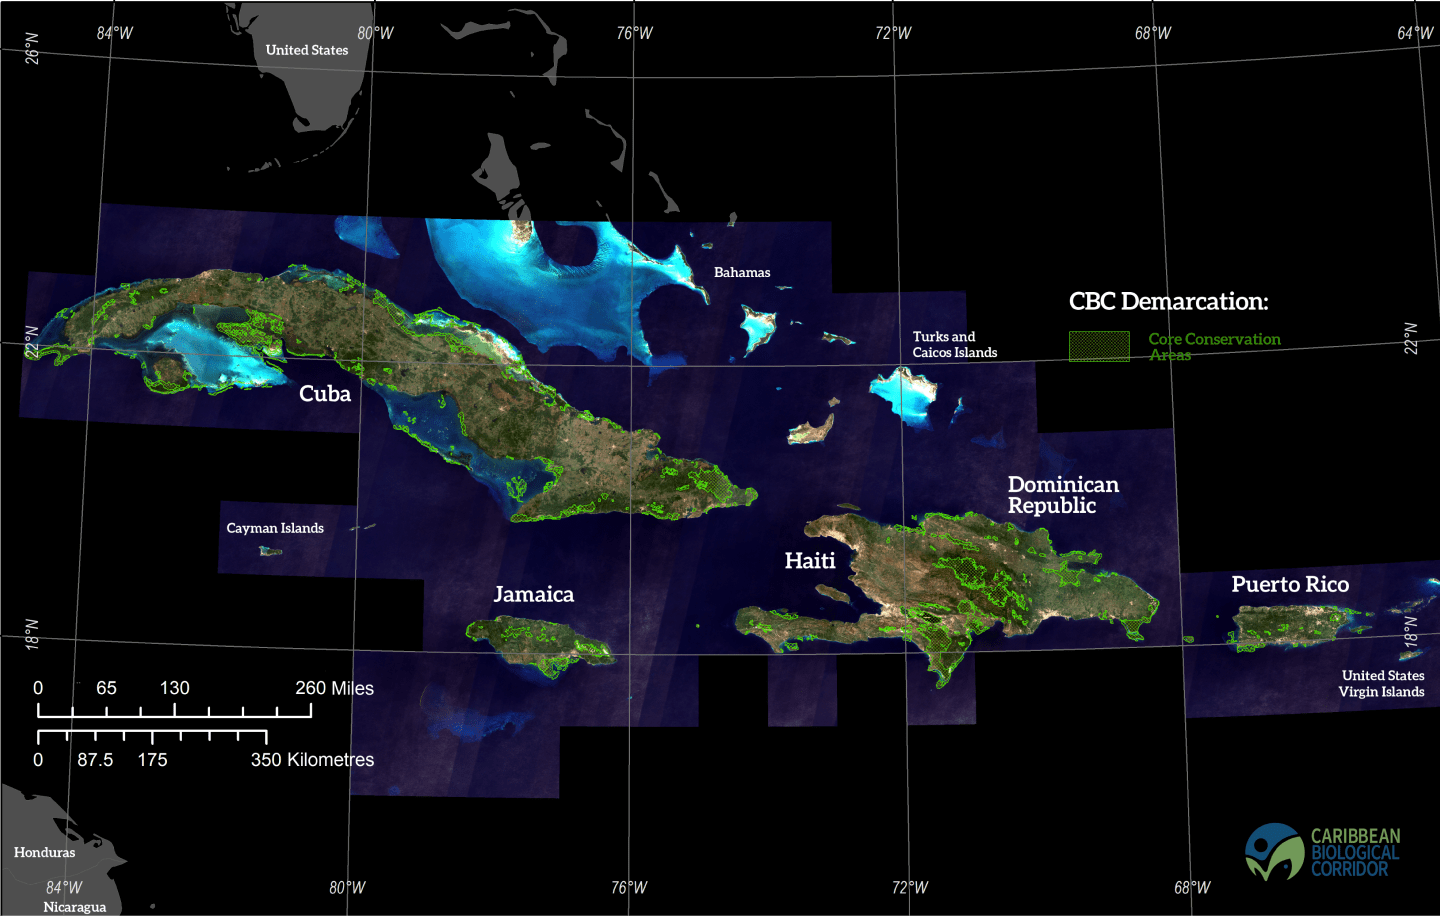 84°W
80°W
76°W
72°W
68°W
64°W
26°N
United States
Bahamas
CBC Demarcation:
22°N
Turks and
Caicos Islands
Core Conservation
Areas
22°N
Cuba
Dominican
Republic
Cayman Islands
Haiti
Jamaica
Puerto Rico
18°N
18°N
United States
Virgin Islands
0 65 130 260 Miles
0 87.5 175 350 Kilometres
Honduras
CARIBBEAN
BIOLOGICAL
CORRIDOR
84°W
80°W
76°W
72°W
68°W
Nicaragua